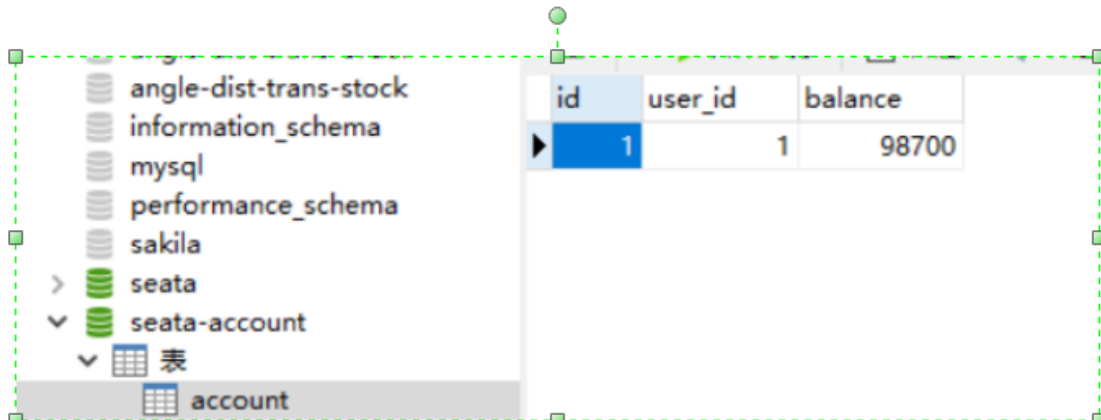 angle-dist-trans-stock
information_schema
mysql
performance_schema
sakila
seata
seata-account
表
account
id user_id balance
1 1 98700